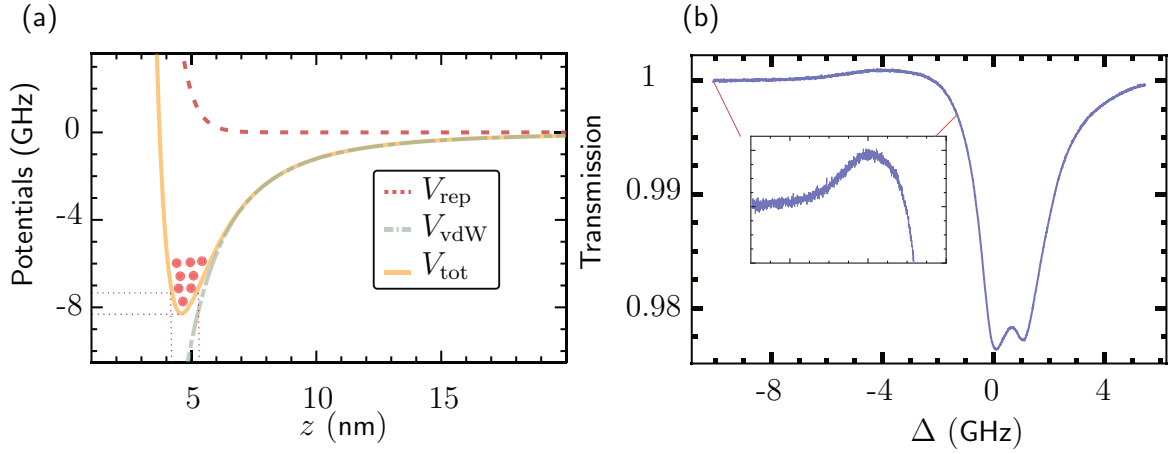 (a)
Potentials (GHz)
0
-4
-8
5
10
15
z (nm)
V_rep
V_vdW
V_tot
(b)
Transmission
1
0.99
0.98
-8
-4
0
4
Δ (GHz)